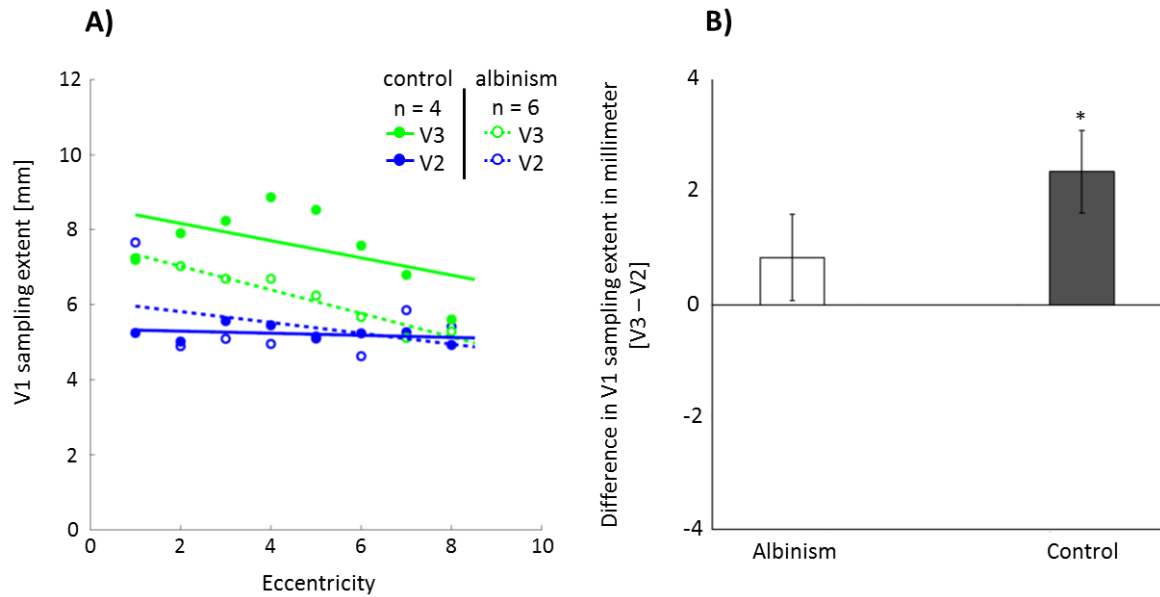 A)
V1 sampling extent [mm]
12
10
8
6
4
2
0
0 2 4 6 8 10
Eccentricity
control albinism
n = 4 n = 6
V3 V3
V2 V2
B)
Difference in V1 sampling extent in millimeter
[V3 – V2]
4
2
0
-2
-4
*
Albinism Control